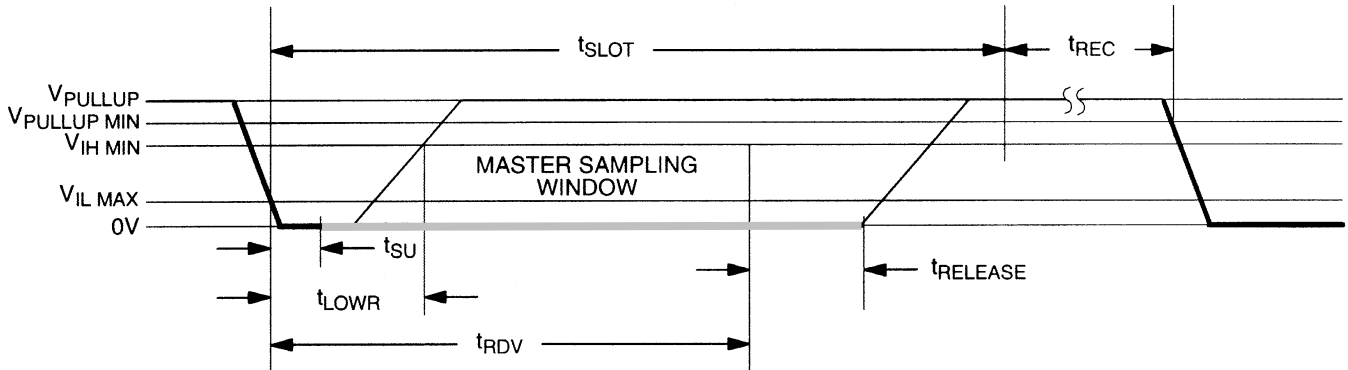 tSLOT
tREC
VPULLUP
VPULLUP MIN
VIH MIN
MASTER SAMPLING
WINDOW
VIL MAX
0V
tSU
tRELEASE
tLOWR
tRDV